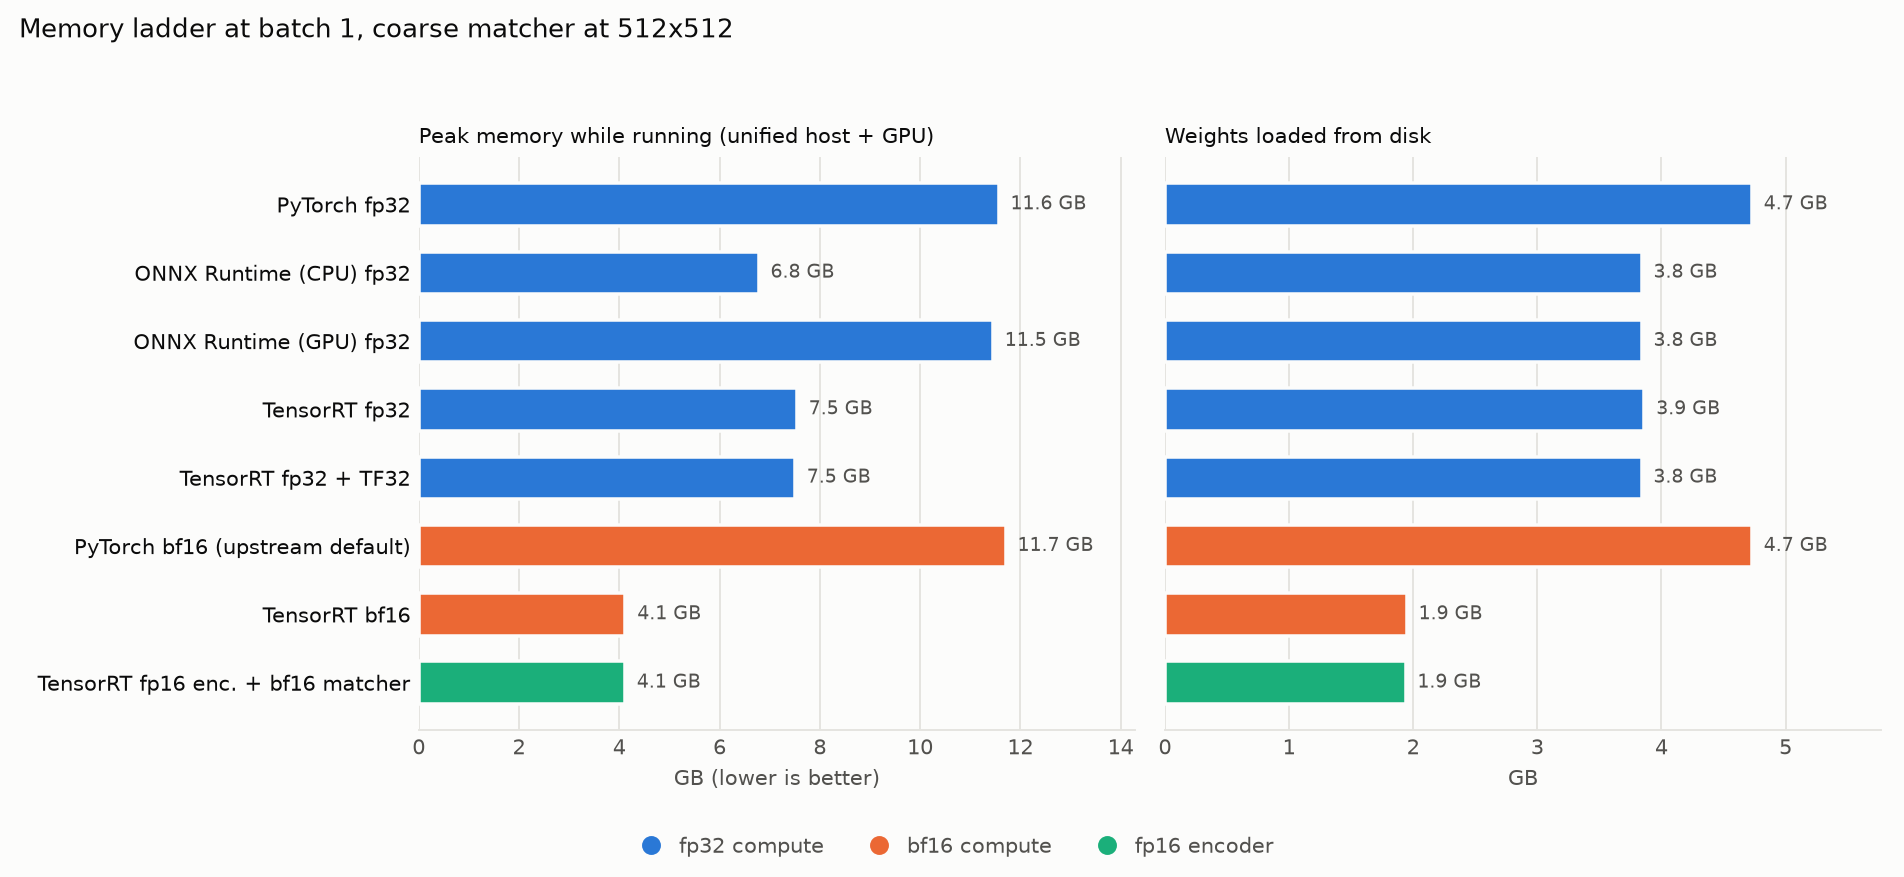 Memory ladder at batch 1, coarse matcher at 512x512
Peak memory while running (unified host + GPU)
Weights loaded from disk
PyTorch fp32 11.6 GB 4.7 GB
ONNX Runtime (CPU) fp32 6.8 GB 3.8 GB
ONNX Runtime (GPU) fp32 11.5 GB 3.8 GB
TensorRT fp32 7.5 GB 3.9 GB
TensorRT fp32 + TF32 7.5 GB 3.8 GB
PyTorch bf16 (upstream default) 11.7 GB 4.7 GB
TensorRT bf16 4.1 GB 1.9 GB
TensorRT fp16 enc. + bf16 matcher 4.1 GB 1.9 GB
0 2 4 6 8 10 12 14
0 1 2 3 4 5
GB (lower is better)
GB
fp32 compute bf16 compute fp16 encoder